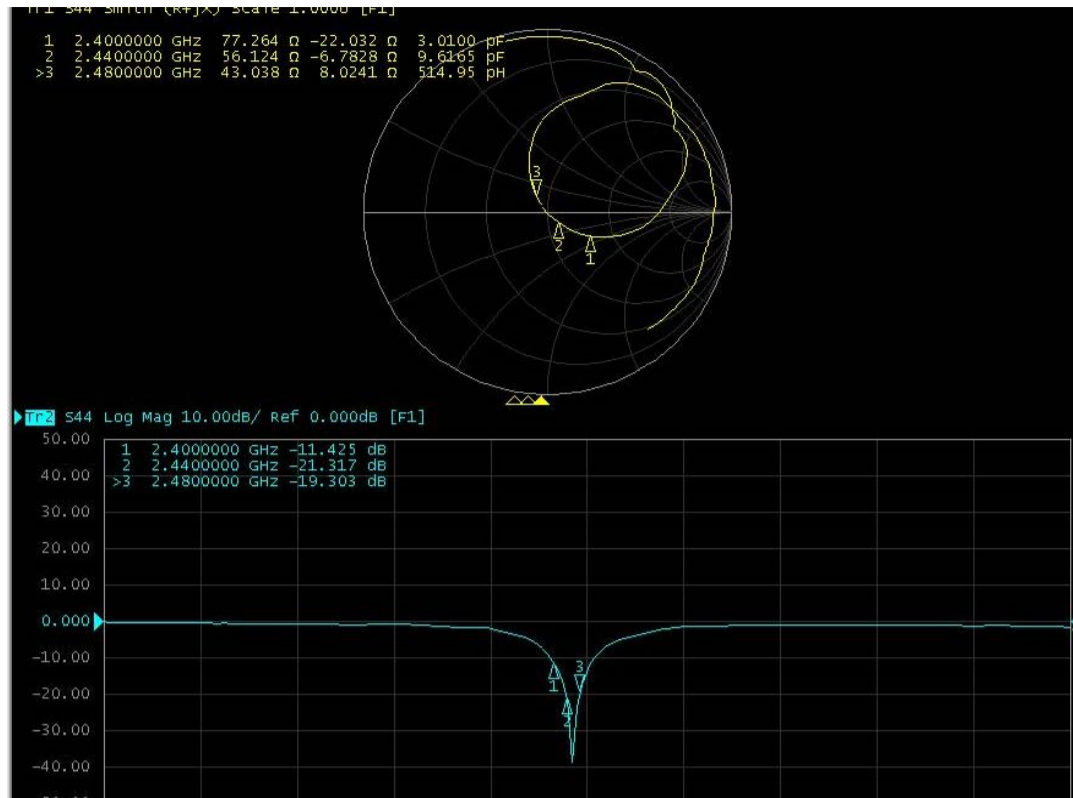 Tr1 S44 Smith (R+jX) Scale 1.000U [F1]
1 2.4000000 GHz 77.264 Ω -22.032 Ω 3.0100 pF
2 2.4400000 GHz 56.124 Ω -6.7828 Ω 9.6165 pF
>3 2.4800000 GHz 43.038 Ω 8.0241 Ω 514.95 pH
3
2
1
Tr2 S44 Log Mag 10.00dB/ Ref 0.000dB [F1]
50.00
1 2.4000000 GHz -11.425 dB
2 2.4400000 GHz -21.317 dB
>3 2.4800000 GHz -19.303 dB
40.00
30.00
20.00
10.00
0.000
-10.00
3
1
-20.00
2
-30.00
-40.00